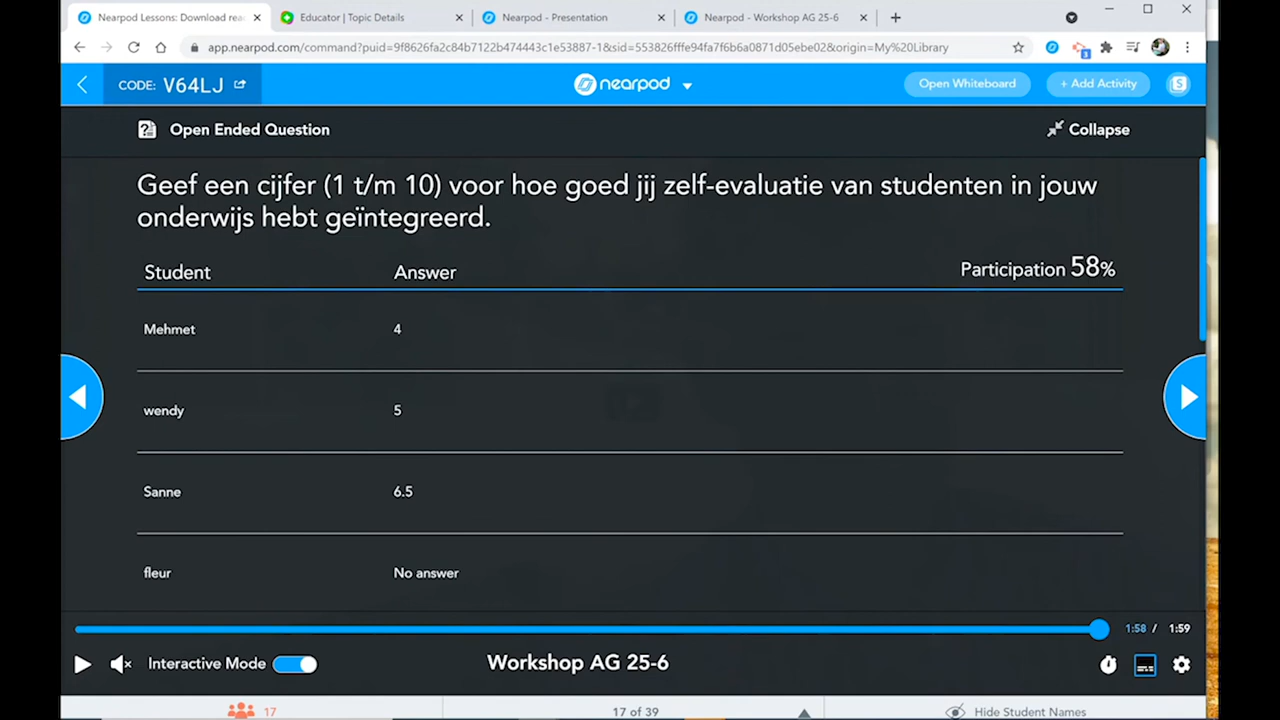 Nearpod Lessons: Download rea
Educator | Topic Details
Nearpod - Presentation
Nearpod - Workshop AG 25-6
app.nearpod.com/command?puid=9f8626fa2c84b7122b474443c1e53887-1&sid=553826fffe94fa7f6b6a0871d05ebe02&origin=My%20Library
3
CODE: V64LJ
nearpod
Open Whiteboard
+ Add Activity
S
Open Ended Question
Collapse
Geef een cijfer (1 t/m 10) voor hoe goed jij zelf-evaluatie van studenten in jouw
onderwijs hebt geïntegreerd.
Student
Answer
Participation 58%
Mehmet
4
wendy
5
Sanne
6.5
fleur
No answer
1:58 / 1:59
Interactive Mode
Workshop AG 25-6
17
17 of 39
Hide Student Names